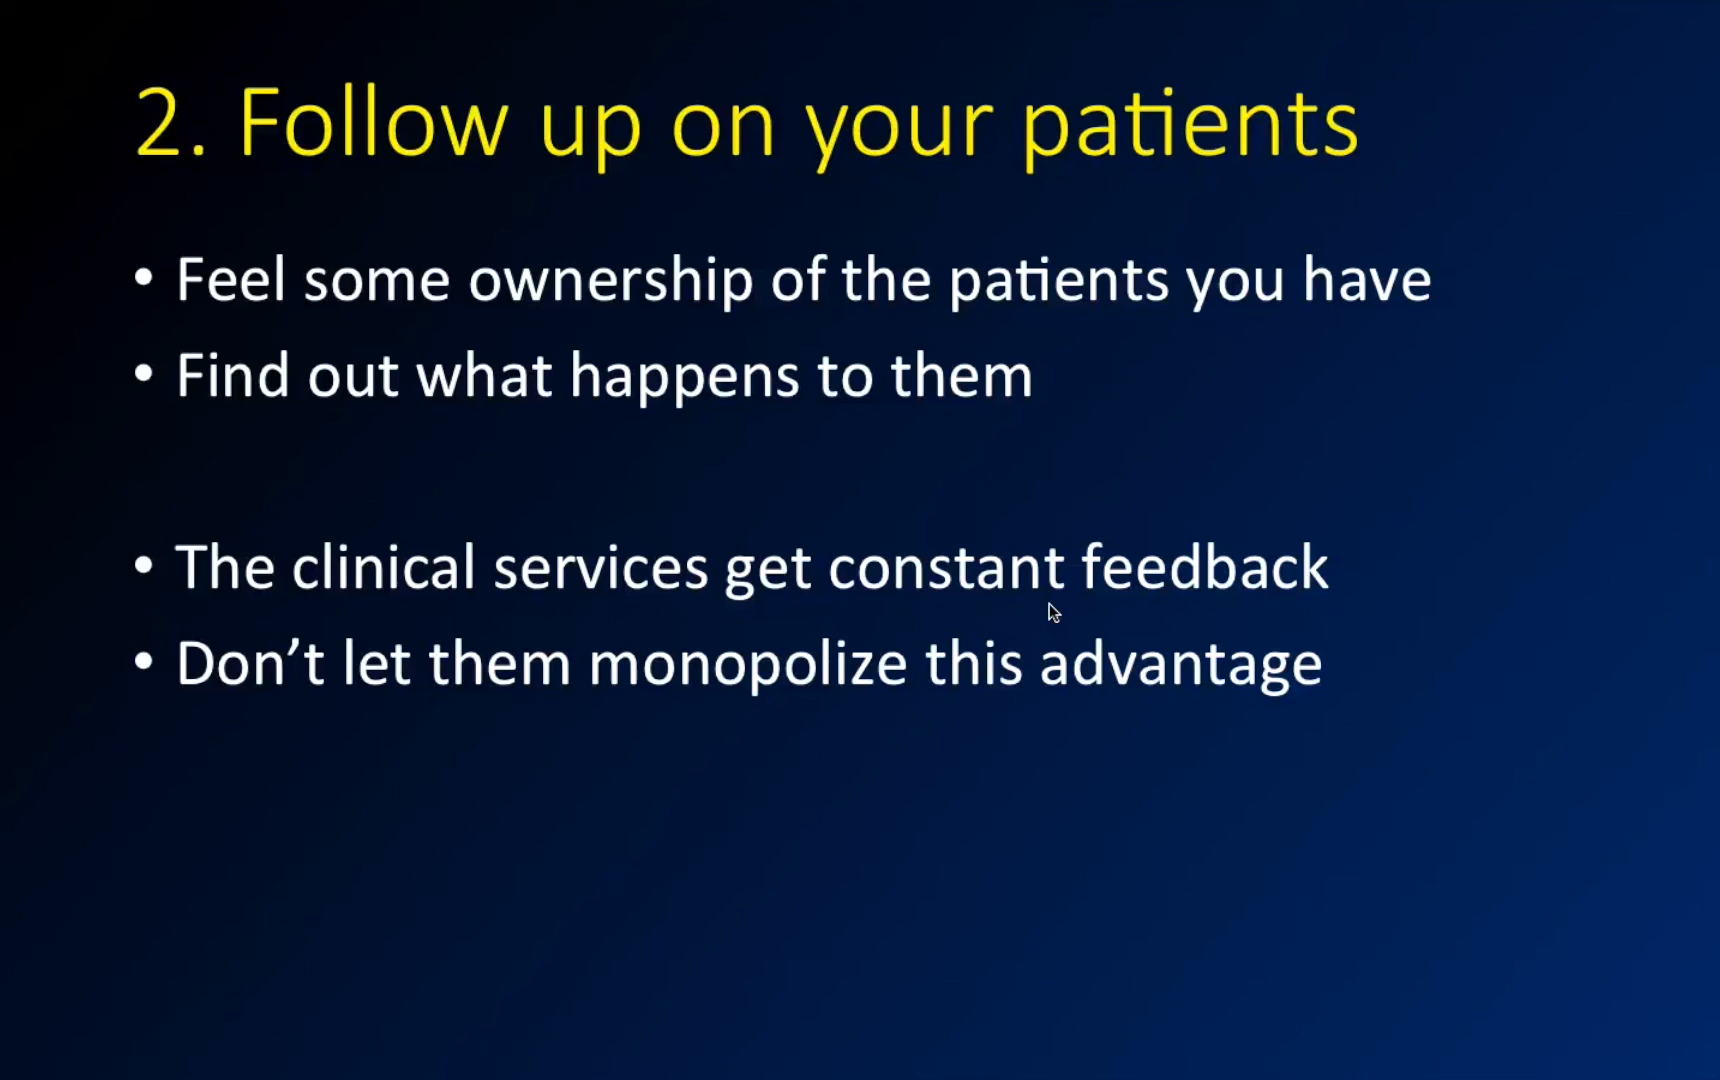 2. Follow up on your patients
• Feel some ownership of the patients you have
• Find out what happens to them
• The clinical services get constant feedback
• Don’t let them monopolize this advantage